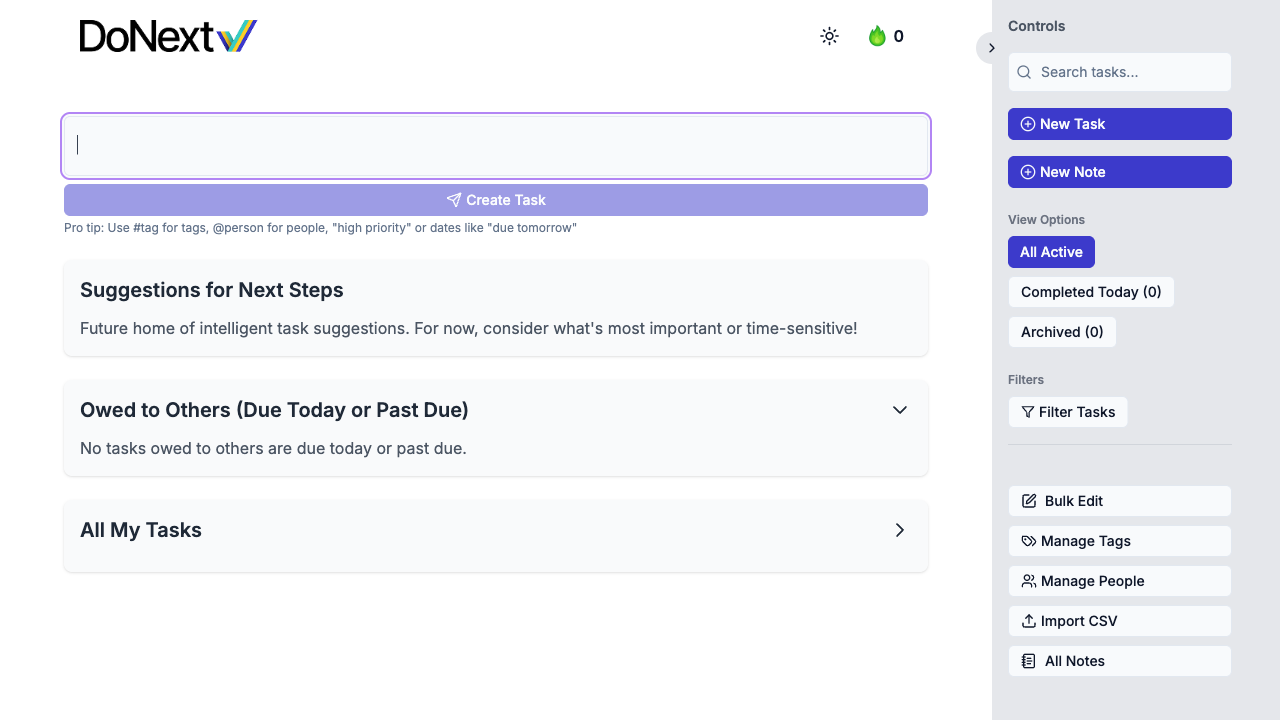 DoNext
0
Create Task
Pro tip: Use #tag for tags, @person for people, "high priority" or dates like "due tomorrow"
Suggestions for Next Steps
Future home of intelligent task suggestions. For now, consider what's most important or time-sensitive!
Owed to Others (Due Today or Past Due)
No tasks owed to others are due today or past due.
All My Tasks
Controls
Search tasks...
New Task
New Note
View Options
All Active
Completed Today (0)
Archived (0)
Filters
Filter Tasks
Bulk Edit
Manage Tags
Manage People
Import CSV
All Notes